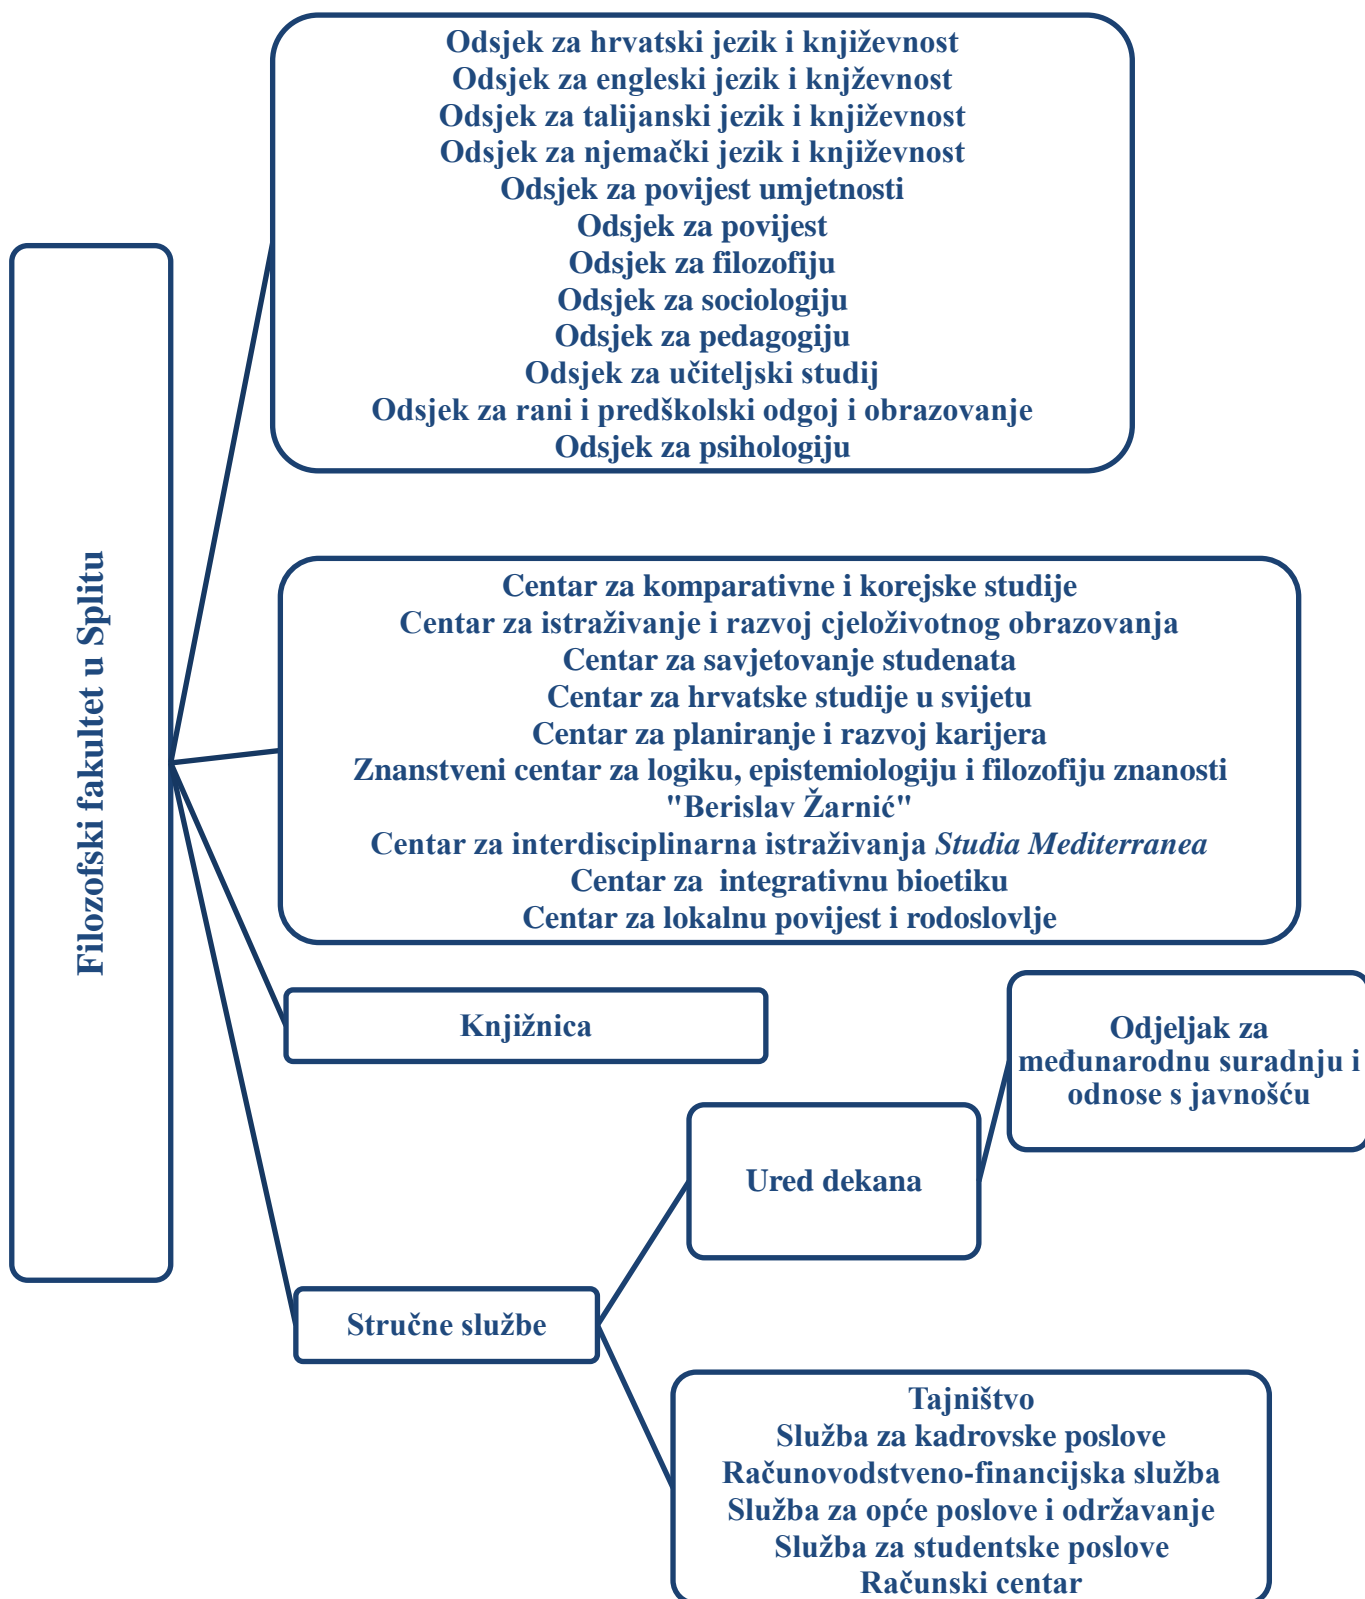 Odsjek za hrvatski jezik i književnost
Odsjek za engleski jezik i knjževnost
Odsjek za talijanski jezik i književnost
Odsjek za njemački jezik i književnost
Odsjek za povijest umjetnosti
Odsjek za povijest
Odsjek za filozofiju
Odsjek za sociologiju
Odsjek za pedagogiju
Odsjek za učiteljski studij
Odsjek za rani i predškolski odgoj i obrazovanje
Odsjek za psihologiju
Filozofski fakultet u Splitu
Centar za komparativne i korejske studije
Centar za istraživanje i razvoj cjeloživotnog obrazovanja
Centar za savjetovanje studenata
Centar za hrvatske studije u svijetu
Centar za planiranje i razvoj karijera
Znanstveni centar za logiku, epistemiologiju i filozofiju znanosti
"Berislav Žarnić"
Centar za interdisciplinarna istraživanja Studia Mediterranea
Centar za integrativnu bioetiku
Centar za lokalnu povijest i rodoslovlje
Knjižnica
Odjeljak za
međunarodnu suradnju i
odnose s javnošću
Ured dekana
Stručne službe
Tajništvo
Služba za kadrovske poslove
Računovodstveno-financijska služba
Služba za opće poslove i održavanje
Služba za studentske poslove
Računski centar